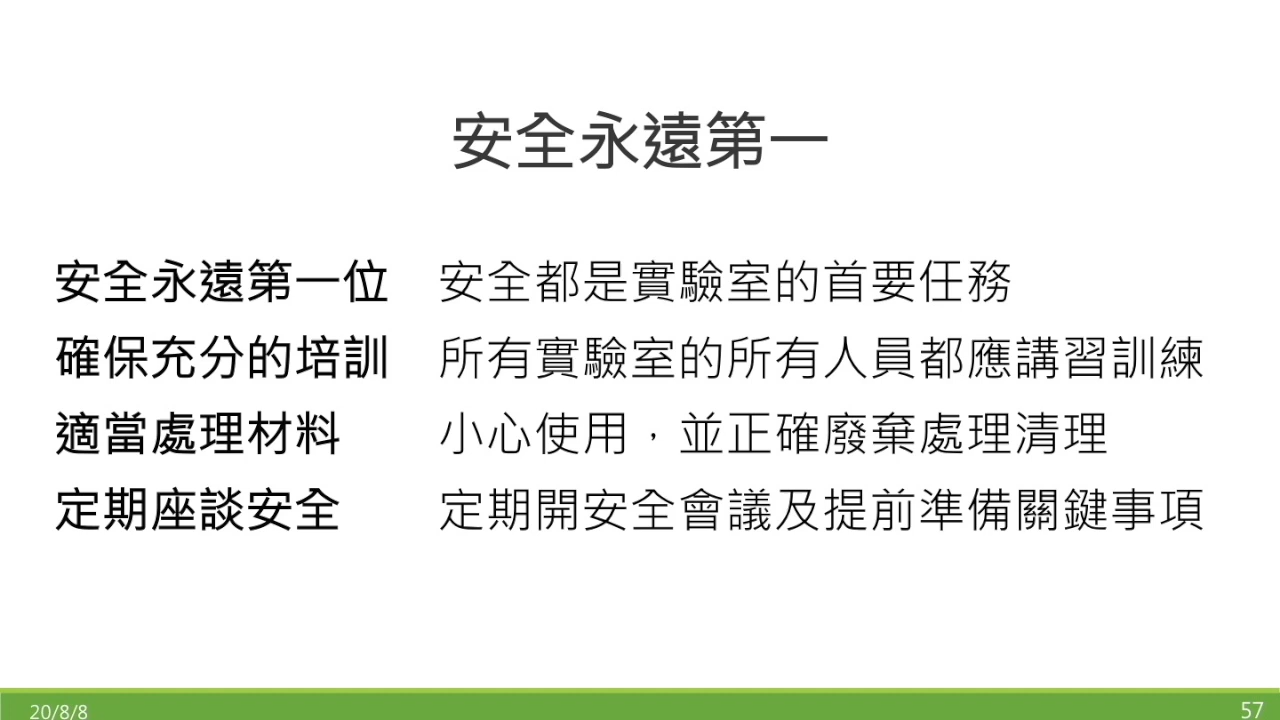 安全永遠第一
安全永遠第一位 安全都是實驗室的首要任務
確保充分的培訓 所有實驗室的所有人員都應講習訓練
適當處理材料 小心使用，並正確廢棄處理清理
定期座談安全 定期開安全會議及提前準備關鍵事項
20/8/8 57